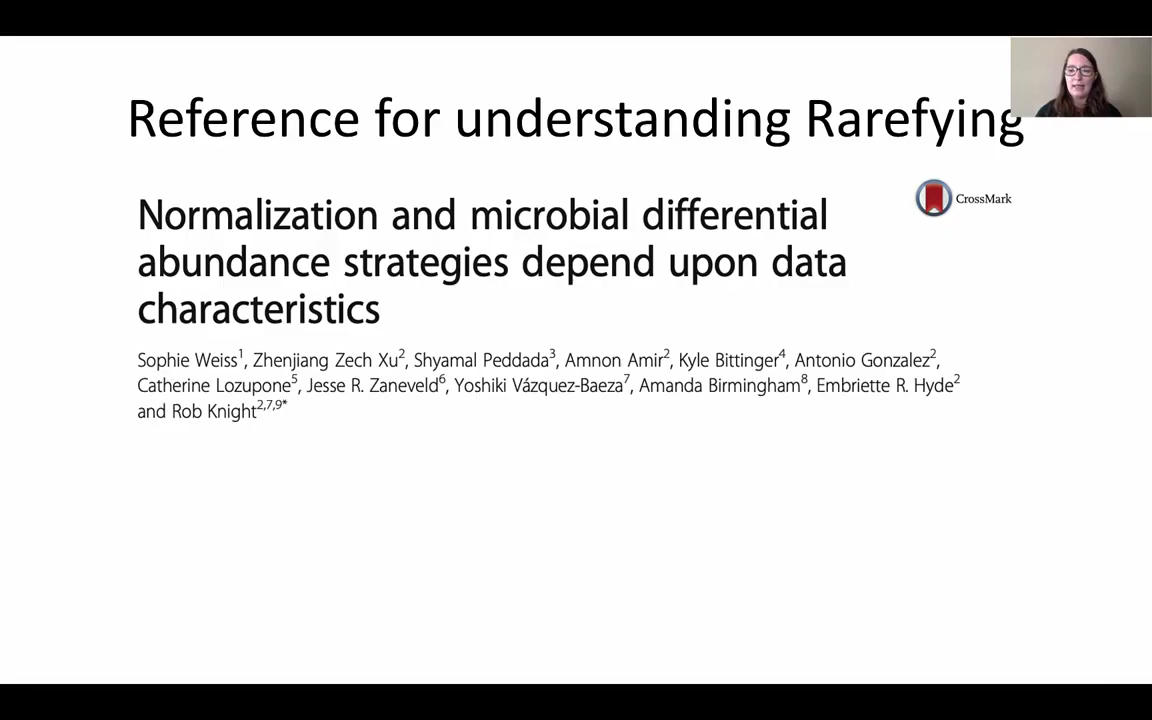 Reference for understanding Rarefying
CrossMark
Normalization and microbial differential
abundance strategies depend upon data
characteristics
Sophie Weiss1, Zhenjiang Zech Xu2, Shyamal Peddada3, Amnon Amir2, Kyle Bittinger4, Antonio Gonzalez2,
Catherine Lozupone5, Jesse R. Zaneveld6, Yoshiki Vázquez-Baeza7, Amanda Birmingham8, Embriette R. Hyde2
and Rob Knight2,7,9*